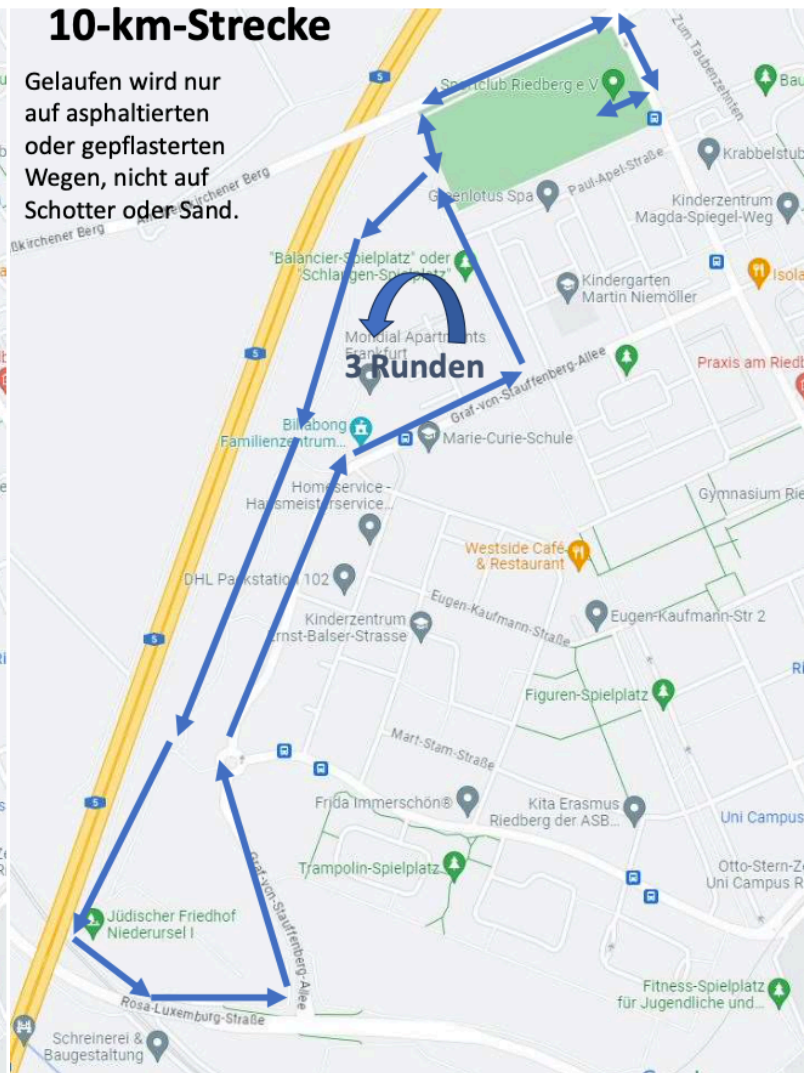 10-km-Strecke
Gelaufen wird nur
auf asphaltierten
oder gepflasterten
Wegen, nicht auf
Schotter oder Sand.
5
Sportclub Riedberg e.V
Zum Taubenzehnten
Bau
Krabbelstub
Paul-Apel-Straße
Greenlotus Spa
Kinderzentrum
Magda-Spiegel-Weg
ßkirchener Berg
"Balancier-Spielplatz" oder
"Schlangen-Spielplatz"
Isola
Kindergarten
Martin Niemöller
Mondial Apartments
Frankfurt
3 Runden
5
Graf-von-Stauffenberg-Allee
Praxis am Riedb
Billabong
Familienzentrum...
Marie-Curie-Schule
Homeservice -
Hausmeisterservice...
Gymnasium Rie
Westside Café
& Restaurant
DHL Packstation 102
Eugen-Kaufmann-Straße
Eugen-Kaufmann-Str 2
Kinderzentrum
Ernst-Balser-Strasse
5
Figuren-Spielplatz
Mart-Stam-Straße
Frida Immerschön®
Kita Erasmus
Riedberg der ASB...
Uni Campus
5
Trampolin-Spielplatz
Otto-Stern-Ze
Uni Campus R
Graf-von-Stauffenberg-Allee
Jüdischer Friedhof
Niederursel I
Rosa-Luxemburg-Straße
Fitness-Spielplatz
für Jugendliche und...
Schreinerei &
Baugestaltung